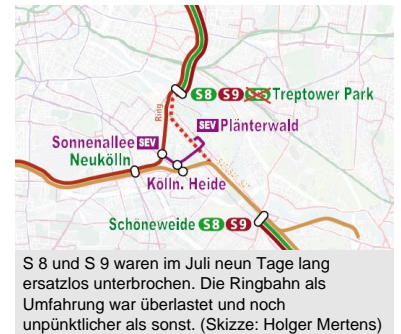 Ring
S8 S9 Treptower Park
SEV Plänterwald
Sonnenallee SEV
Neukölln
Kölln. Heide
Schöneweide S8 S9
S 8 und S 9 waren im Juli neun Tage lang
ersatzlos unterbrochen. Die Ringbahn als
Umfahrung war überlastet und noch
unpünktlicher als sonst. (Skizze: Holger Mertens)